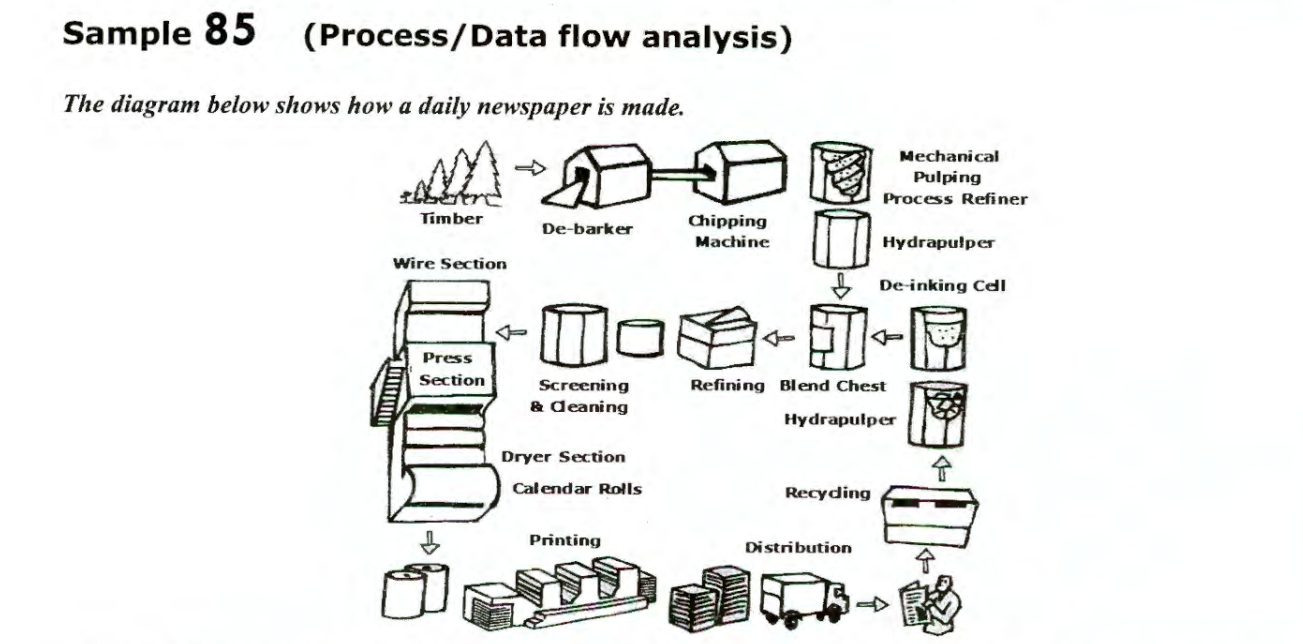 Sample 85 (Process/Data flow analysis)
The diagram below shows how a daily newspaper is made.
Timber
De-barker
Chipping
Machine
Mechanical
Pulping
Process Refiner
Hydrapulper
De-inking Cell
Wire Section
Press
Section
Screening
& Cleaning
Refining
Blend Chest
Hydrapulper
Dryer Section
Calendar Rolls
Recycling
Printing
Distribution